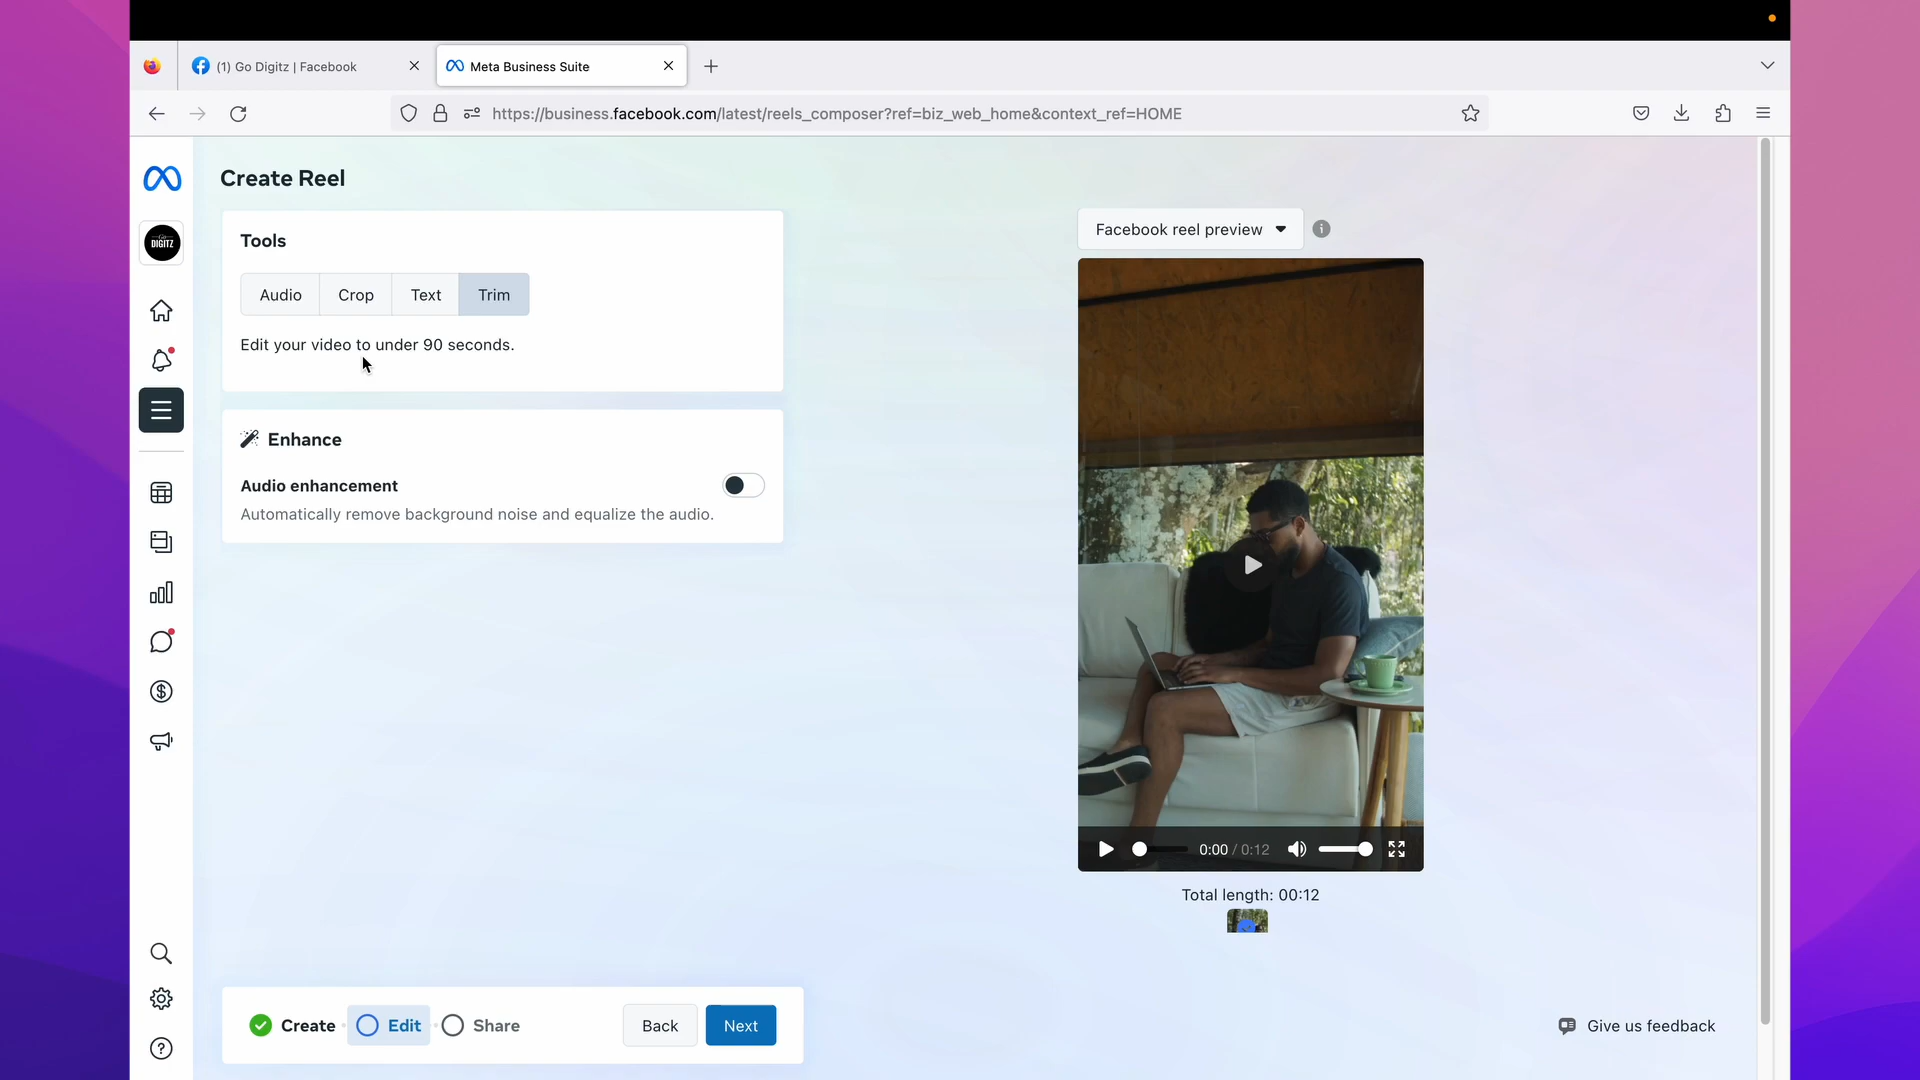 (1) Go Digitz | Facebook
Meta Business Suite
https://business.facebook.com/latest/reels_composer?ref=biz_web_home&context_ref=HOME
Create Reel
DIGITZ
Tools
Audio
Crop
Text
Trim
Edit your video to under 90 seconds.
Enhance
Audio enhancement
Automatically remove background noise and equalize the audio.
Facebook reel preview
0:00 / 0:12
Total length: 00:12
Create
Edit
Share
Back
Next
Give us feedback